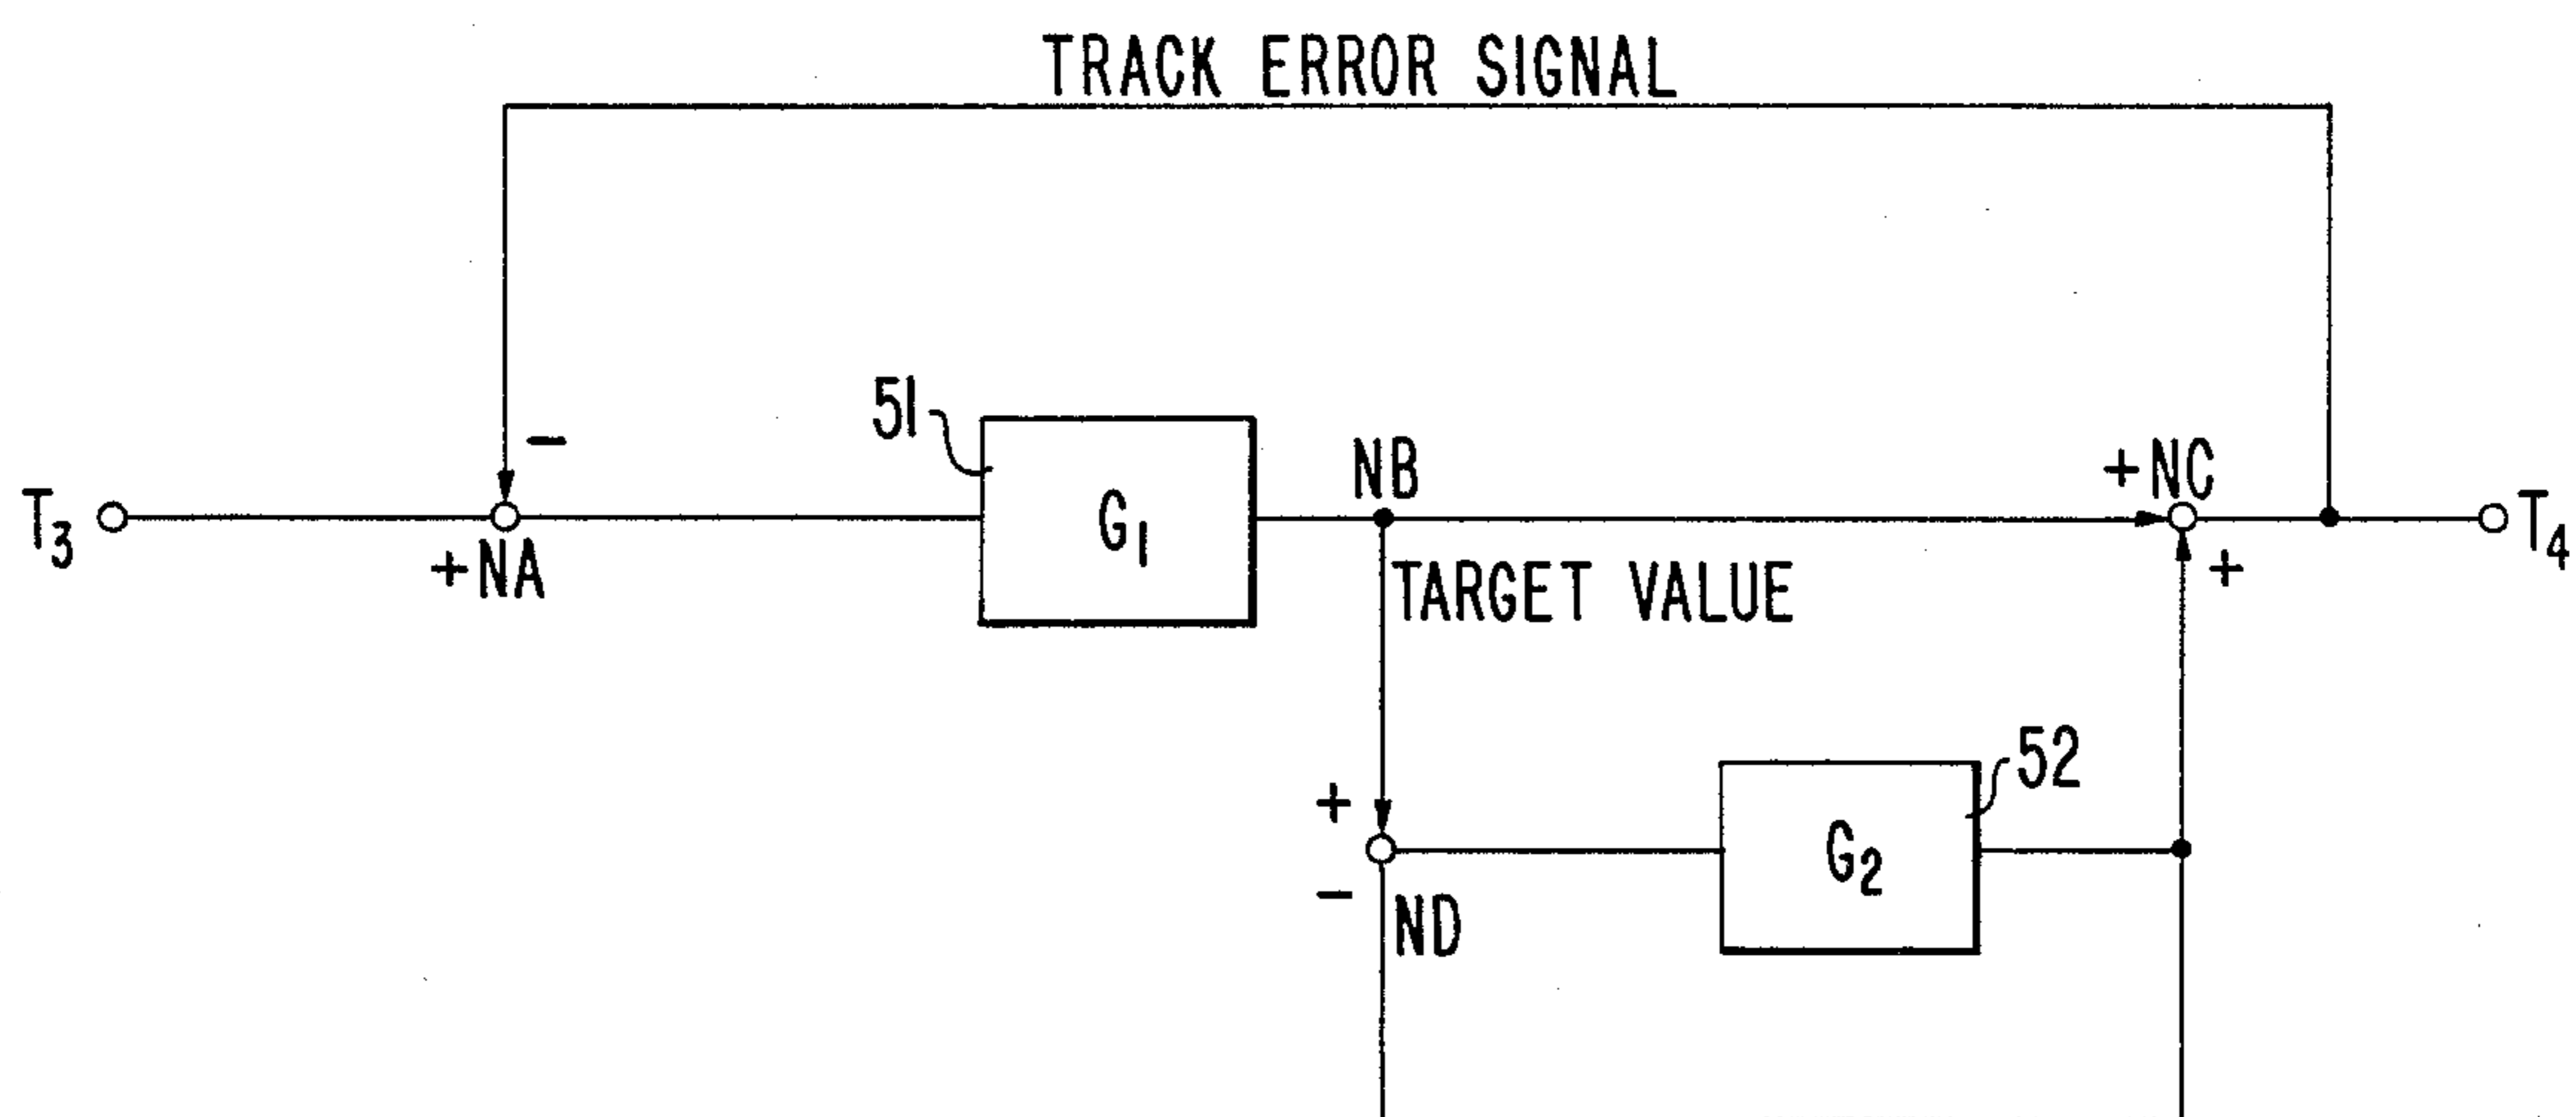 TRACK ERROR SIGNAL
51
−
T3
+NA
G1
NB
+NC
T4
TARGET VALUE
+
+
52
G2
−
ND